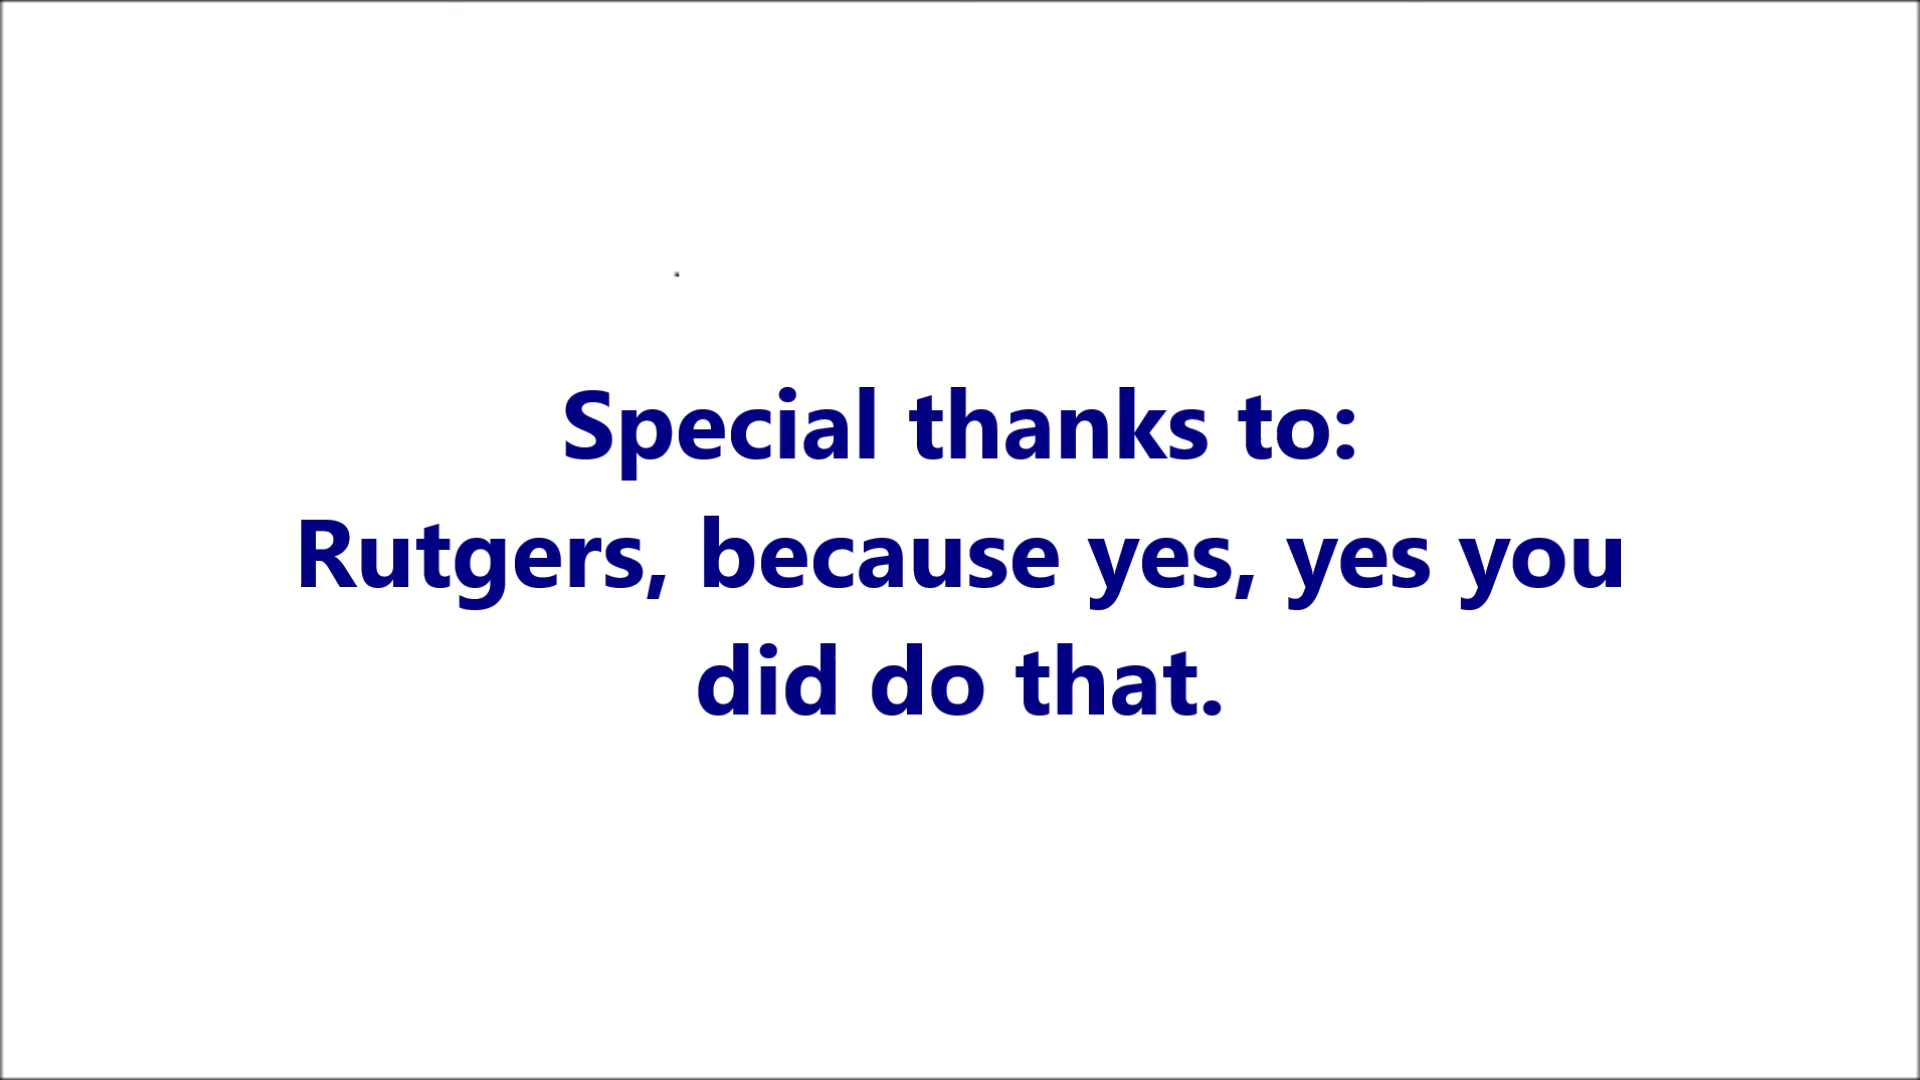 Special thanks to:
Rutgers, because yes, yes you
did do that.